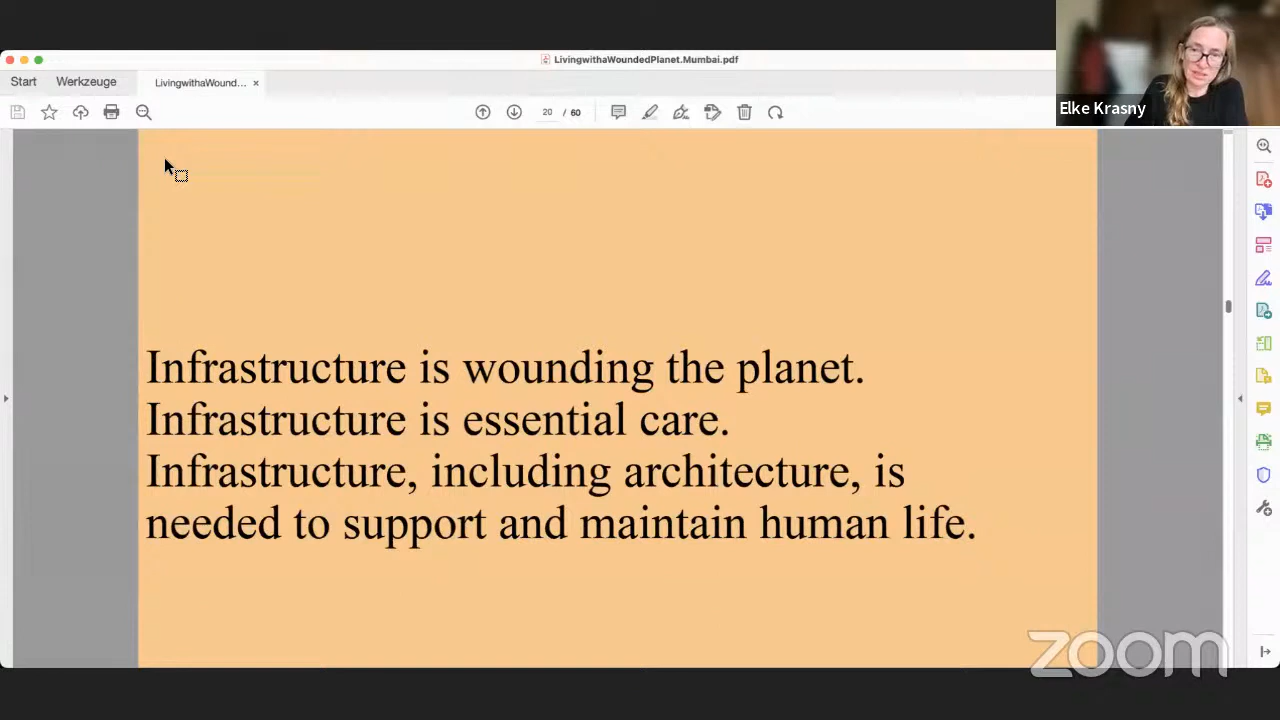 LivingwithaWoundedPlanet.Mumbai.pdf
Start Werkzeuge LivingwithaWound... ×
20 / 60
Elke Krasny
Infrastructure is wounding the planet.
Infrastructure is essential care.
Infrastructure, including architecture, is
needed to support and maintain human life.
zoom